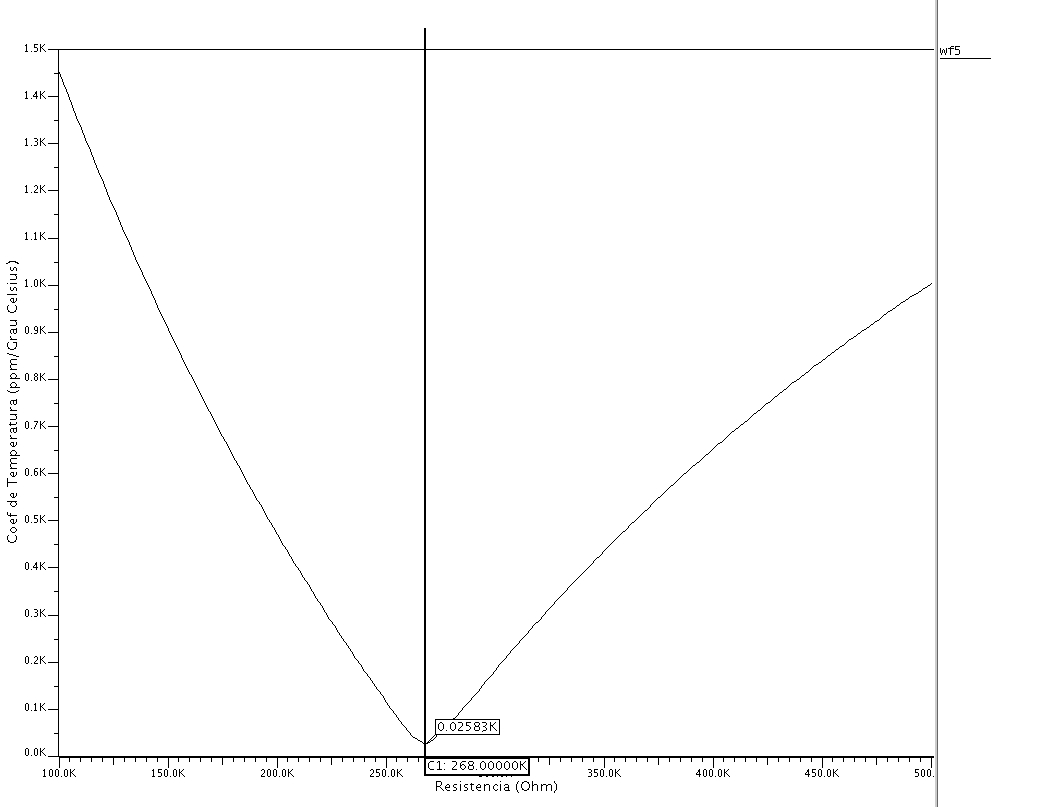 wf5
1.5K
1.4K
1.3K
1.2K
1.1K
1.0K
0.9K
0.8K
0.7K
0.6K
0.5K
0.4K
0.3K
0.2K
0.1K
0.0K
Coef de Temperatura (ppm/Grau Celsius)
0.02583K
C1: 268.00000K
100.0K 150.0K 200.0K 250.0K 350.0K 400.0K 450.0K 500.
Resistencia (Ohm)